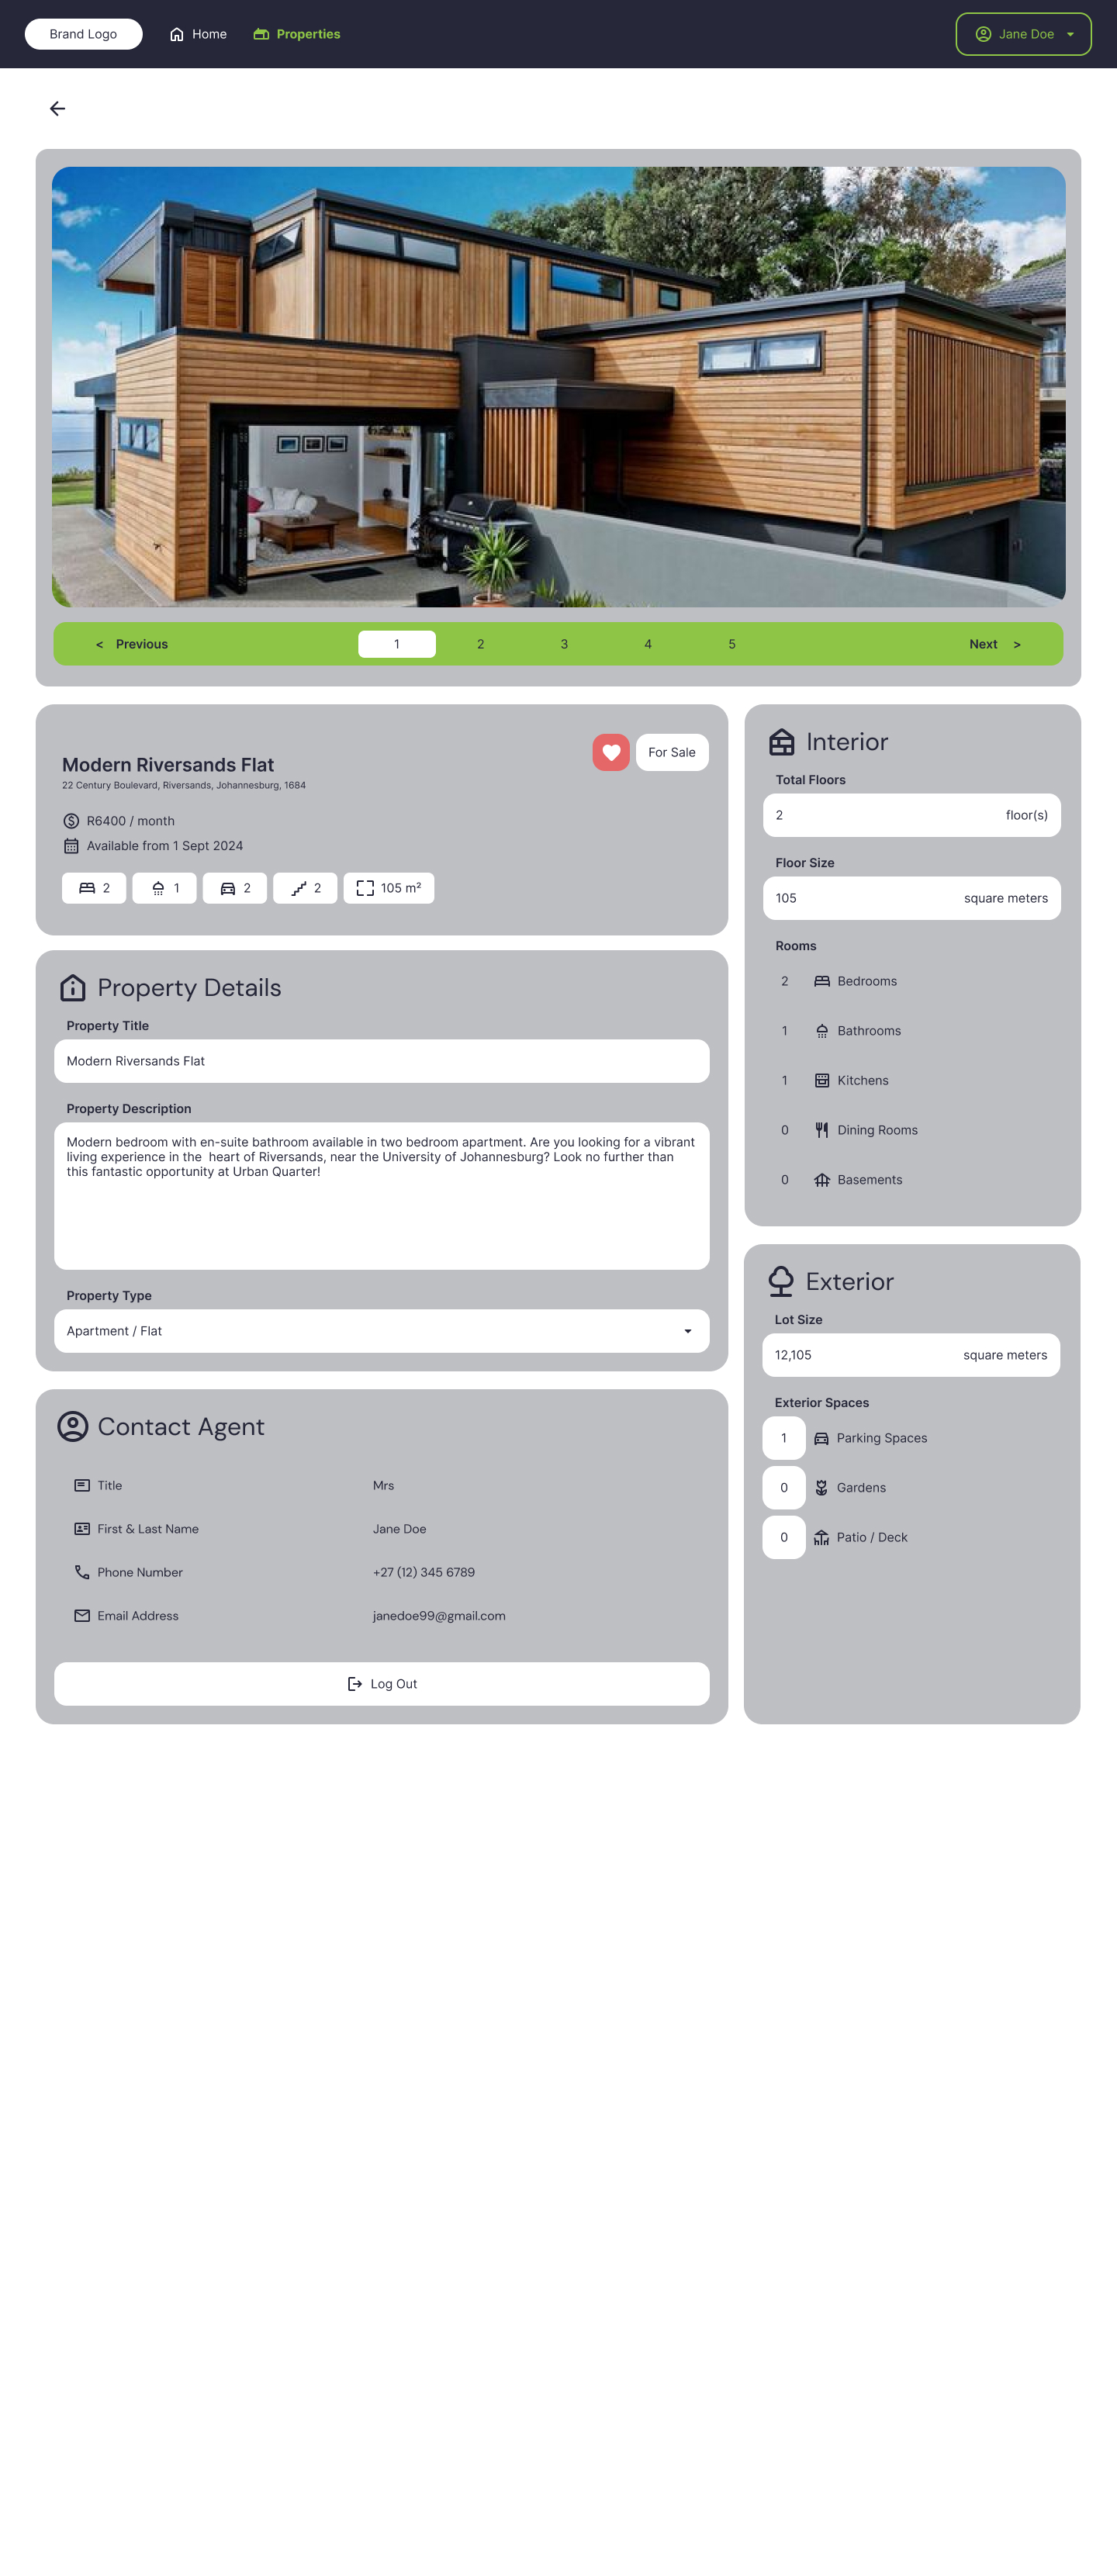 Brand Logo
Home
Properties
Jane Doe
< Previous
1
2
3
4
5
Next >
Modern Riversands Flat
22 Century Boulevard, Riversands, Johannesburg, 1684
For Sale
R6400 / month
Available from 1 Sept 2024
2
1
2
2
105 m²
Property Details
Property Title
Modern Riversands Flat
Property Description
Modern bedroom with en-suite bathroom available in two bedroom apartment. Are you looking for a vibrant
living experience in the  heart of Riversands, near the University of Johannesburg? Look no further than
this fantastic opportunity at Urban Quarter!
Property Type
Apartment / Flat
Contact Agent
Title Mrs
First & Last Name Jane Doe
Phone Number +27 (12) 345 6789
Email Address janedoe99@gmail.com
Log Out
Interior
Total Floors
2 floor(s)
Floor Size
105 square meters
Rooms
2 Bedrooms
1 Bathrooms
1 Kitchens
0 Dining Rooms
0 Basements
Exterior
Lot Size
12,105 square meters
Exterior Spaces
1 Parking Spaces
0 Gardens
0 Patio / Deck